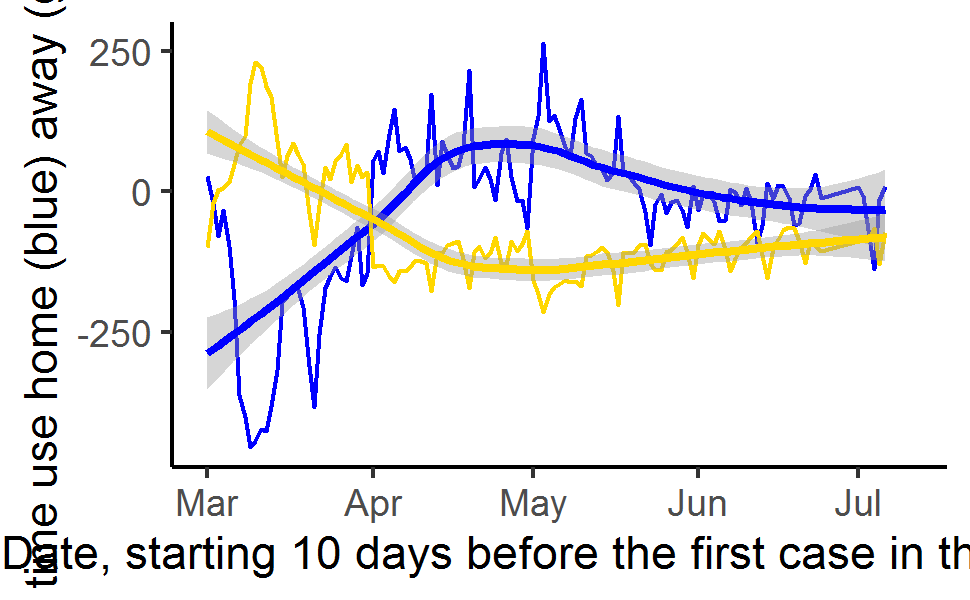 time use home (blue) away (
250
0
-250
Mar Apr May Jun Jul
Date, starting 10 days before the first case in th